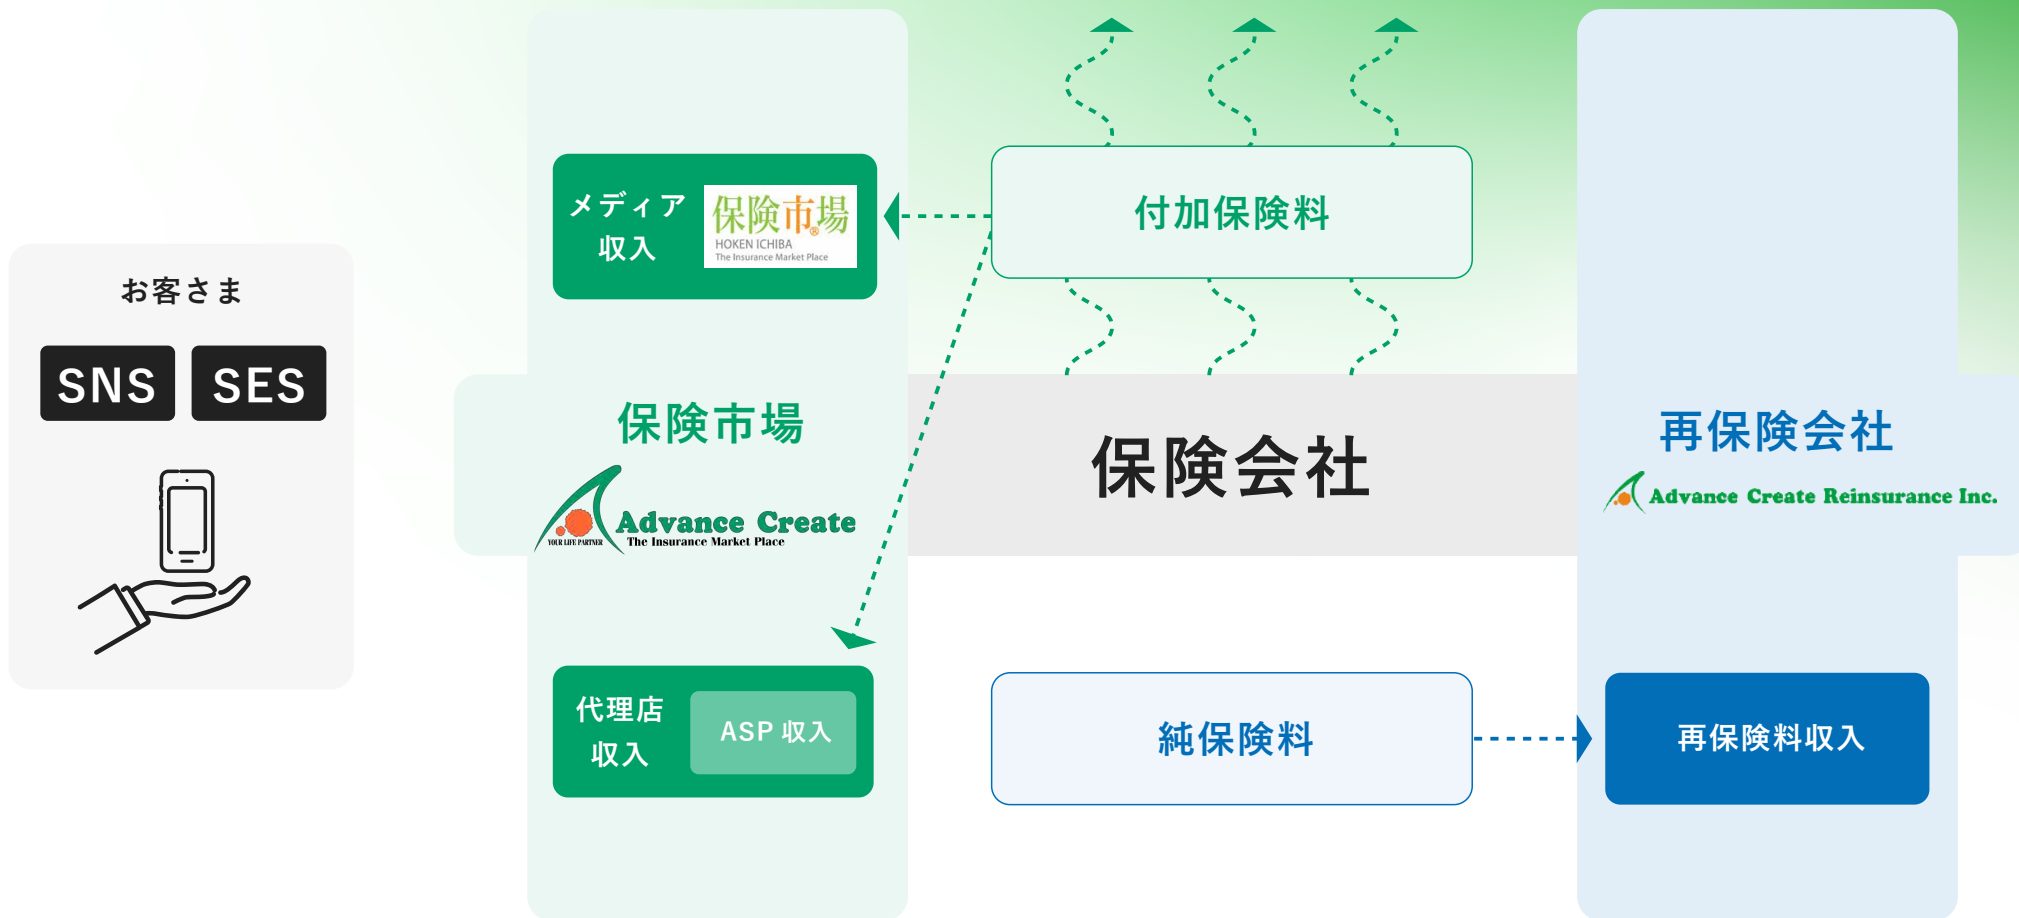 お客さま
SNS
SES
メディア
収入
保険市場®
HOKEN ICHIBA
The Insurance Market Place
付加保険料
保険市場
Advance Create
YOUR LIFE PARTNER
The Insurance Market Place
保険会社
再保険会社
Advance Create Reinsurance Inc.
代理店
収入
ASP 収入
純保険料
再保険料収入